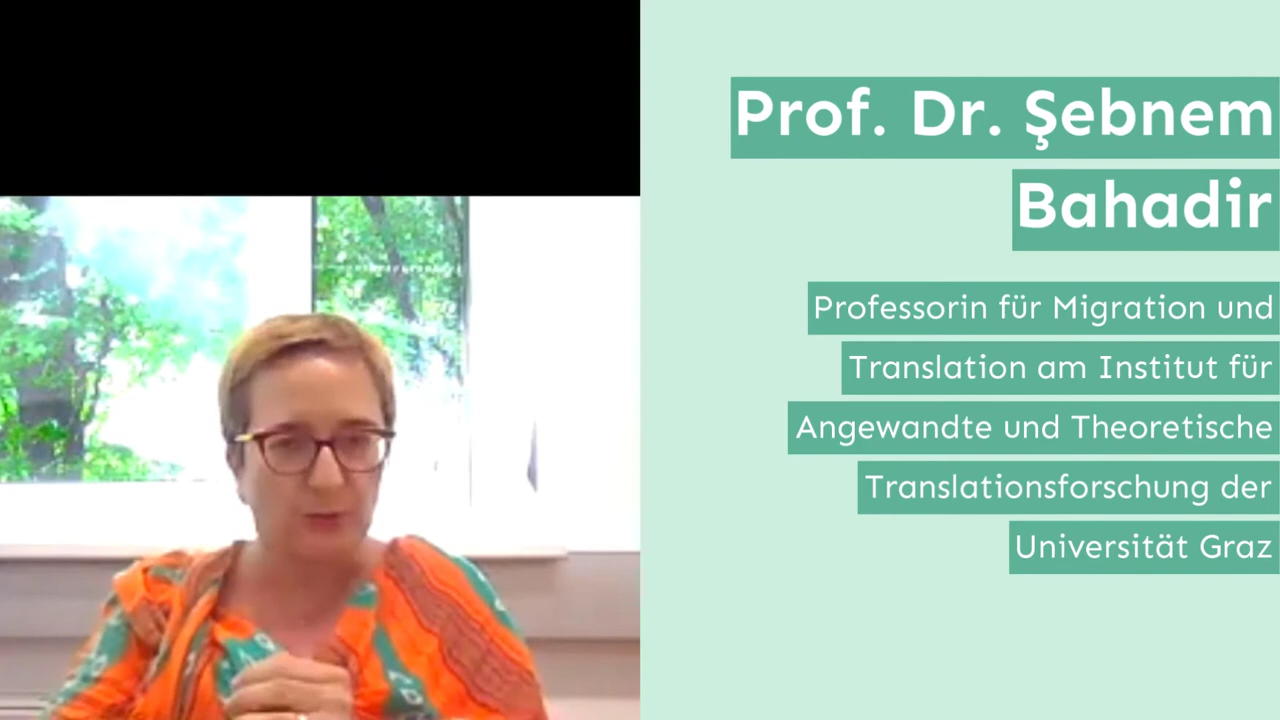 Prof. Dr. Şebnem
Bahadir
Professorin für Migration und
Translation am Institut für
Angewandte und Theoretische
Translationsforschung der
Universität Graz